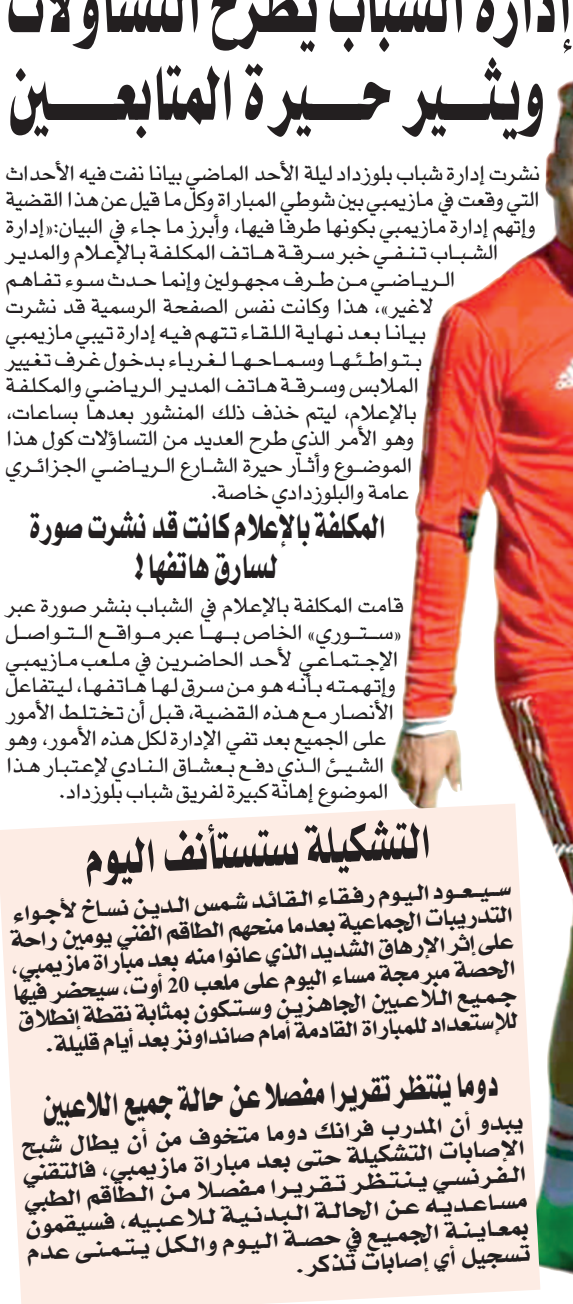 إدارة الشباب يطرح التساؤلات
ويثـــير حـــيرة المتابعـــــين
نشرت إدارة شباب بلوزداد ليلة الأحد الماضي بيانا نفت فيه الأحداث
التي وقعت في مازيمبي بين شوطي المباراة وكل ما قيل عن هذا القضية
وإتهم إدارة مازيمبي بكونها طرفا فيها، وأبرز ما جاء في البيان:«إدارة
الشباب تنفي خبر سرقة هاتف المكلفة بالإعلام والمدير
الرياضي من طرف مجهولين وإنما حدث سوء تفاهم
لاغير»، هذا وكانت نفس الصفحة الرسمية قد نشرت
بيانا بعد نهاية اللقاء تتهم فيه إدارة تيبي مازيمبي
بتواطئها وسماحها لغرباء بدخول غرف تغيير
الملابس وسرقة هاتف المدير الرياضي والمكلفة
بالإعلام، ليتم خذف ذلك المنشور بعدها بساعات،
وهو الأمر الذي طرح العديد من التساؤلات كول هذا
الموضوع وأثار حيرة الشارع الرياضي الجزائري
عامة والبلوزدادي خاصة.
المكلفة بالإعلام كانت قد نشرت صورة
لسارق هاتفها !
قامت المكلفة بالإعلام في الشباب بنشر صورة عبر
«ستوري» الخاص بها عبر مواقع التواصل
الإجتماعي لأحد الحاضرين في ملعب مازيمبي
وإتهمته بأنه هو من سرق لها هاتفها، ليتفاعل
الأنصار مع هذه القضية، قبل أن تختلط الأمور
على الجميع بعد تفي الإدارة لكل هذه الأمور، وهو
الشيئ الذي دفع بعشاق النادي لإعتبار هذا
الموضوع إهانة كبيرة لفريق شباب بلوزداد.
التشكيلة ستستأنف اليوم
سيعود اليوم رفقاء القائد شمس الدين نساخ لأجواء
التدريبات الجماعية بعدما منحهم الطاقم الفني يومين راحة
على إثر الإرهاق الشديد الذي عانوا منه بعد مباراة مازيمبي،
الحصة مبرمجة مساء اليوم على ملعب 20 أوت، سيحضر فيها
جميع اللاعبين الجاهزين وستكون بمثابة نقطة إنطلاق
للإستعداد للمباراة القادمة أمام صانداونز بعد أيام قليلة.
دوما ينتظر تقريرا مفصلا عن حالة جميع اللاعبين
يبدو أن المدرب فرانك دوما متخوف من أن يطال شبح
الإصابات التشكيلة حتى بعد مباراة مازيمبي، فالتقني
الفرنسي ينتظر تقريرا مفصلا من الطاقم الطبي
مساعديه عن الحالة البدنية للاعبيه، فسيقمون
بمعاينة الجميع في حصة اليوم والكل يتمنى عدم
تسجيل أي إصابات تذكر.